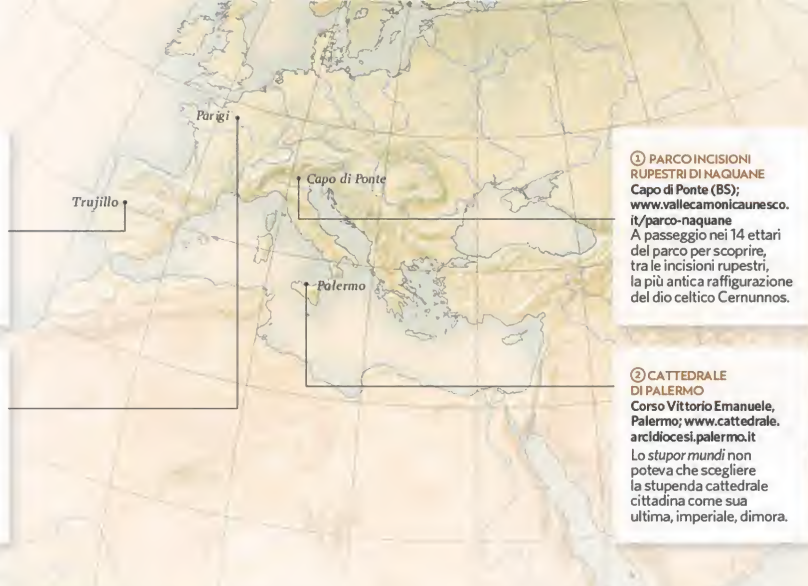 Parigi
Capo di Ponte
Trujillo
Palermo
① PARCO INCISIONI
RUPESTRI DI NAQUANE
Capo di Ponte (BS);
www.vallecamonicaunesco.
it/parco-naquane
A passeggio nei 14 ettari
del parco per scoprire,
tra le incisioni rupestri,
la più antica raffigurazione
del dio celtico Cernunnos.
② CATTEDRALE
DI PALERMO
Corso Vittorio Emanuele,
Palermo; www.cattedrale.
arcidiocesi.palermo.it
Lo stupor mundi non
poteva che scegliere
la stupenda cattedrale
cittadina come sua
ultima, imperiale, dimora.